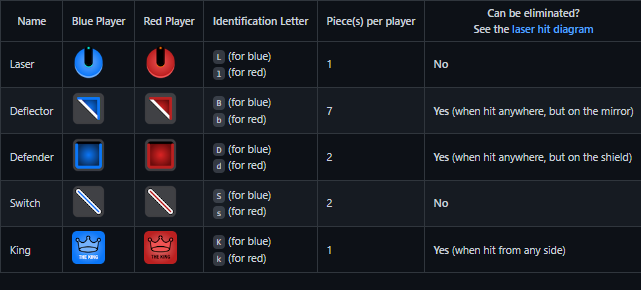 Name
Blue Player
Red Player
Identification Letter
Piece(s) per player
Can be eliminated?
See the laser hit diagram
Laser
L (for blue)
l (for red)
1
No
Deflector
B (for blue)
b (for red)
7
Yes (when hit anywhere, but on the mirror)
Defender
D (for blue)
d (for red)
2
Yes (when hit anywhere, but on the shield)
Switch
S (for blue)
s (for red)
2
No
King
THE KING
THE KING
K (for blue)
k (for red)
1
Yes (when hit from any side)